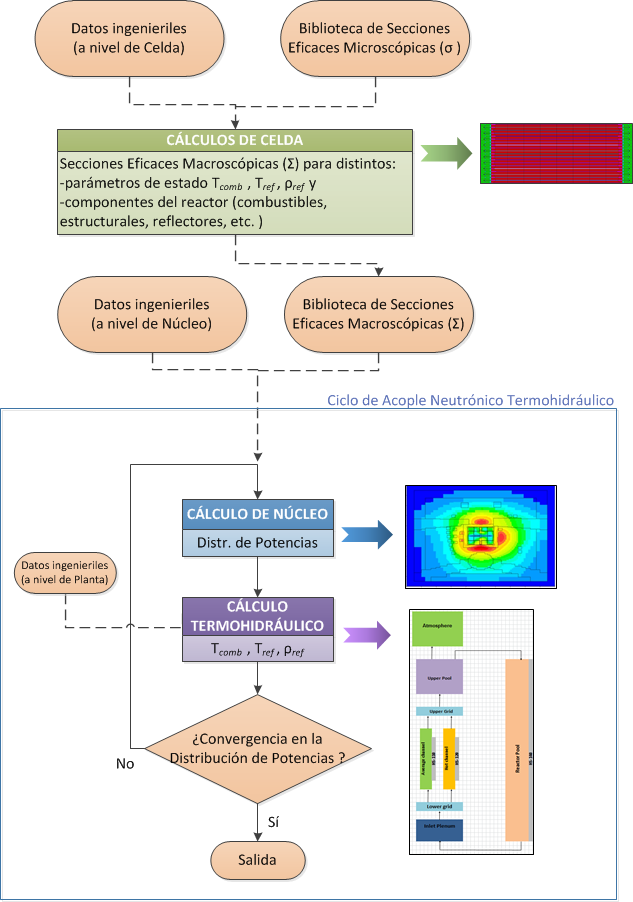 Datos ingenieriles
(a nivel de Celda)
Biblioteca de Secciones
Eficaces Microscópicas (σ )
CÁLCULOS DE CELDA
Secciones Eficaces Macroscópicas (Σ) para distintos:
-parámetros de estado Tcomb , Tref , ρref y
-componentes del reactor (combustibles,
estructurales, reflectores, etc. )
Datos ingenieriles
(a nivel de Núcleo)
Biblioteca de Secciones
Eficaces Macroscópicas (Σ)
Ciclo de Acople Neutrónico Termohidráulico
CÁLCULO DE NÚCLEO
Distr. de Potencias
Datos ingenieriles
(a nivel de Planta)
CÁLCULO
TERMOHIDRÁULICO
Tcomb , Tref , ρref
¿Convergencia en la
Distribución de Potencias ?
No
Sí
Salida
Atmosphere
Upper Pool
Upper Grid
Average channel
Hot channel
Reactor Pool
Lower grid
Inlet Plenum